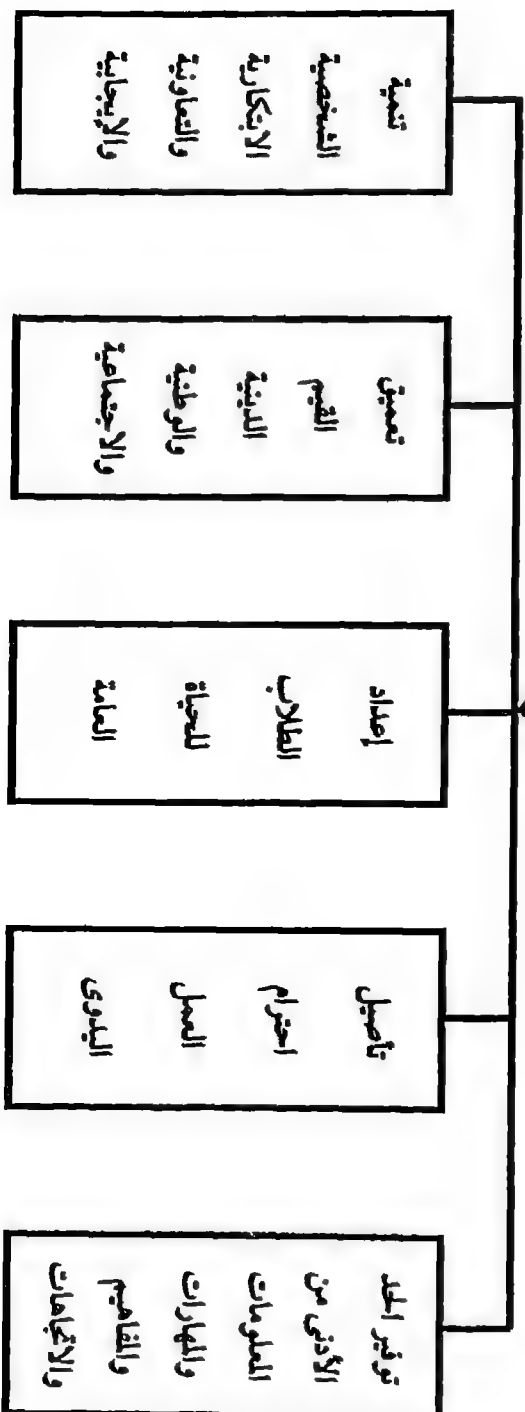 توفير الحد
الأدنى من
المعلومات
والمهارات
والمفاهيم
والاتجاهات
تأصيل
احترام
العمل
اليدوى
إعداد
الطلاب
للحياة
العامة
تعميق
القيم
الدينية
والوطنية
والاجتماعية
تنمية
الشخصية
الابتكارية
والتعاونية
والإيجابية